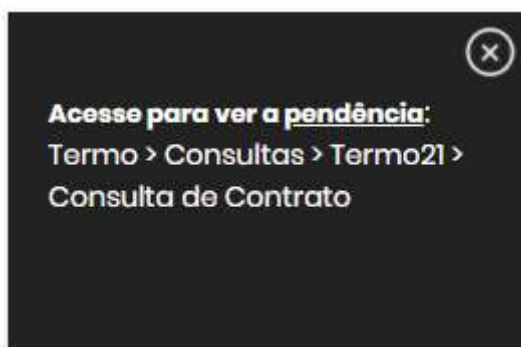 Acesse para ver a pendência:
Termo > Consultas > Termo21 >
Consulta de Contrato